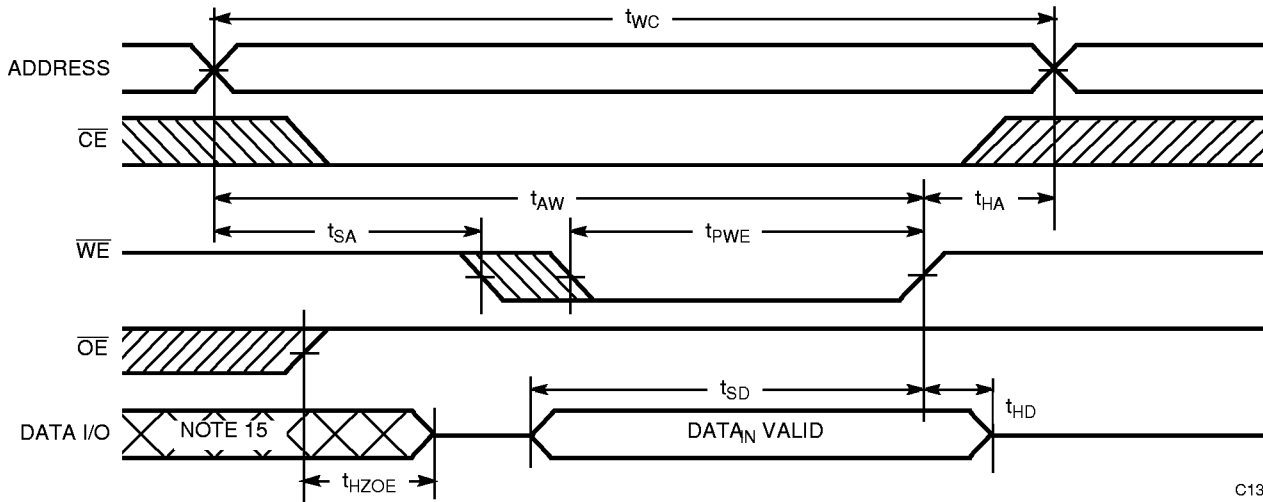 tWC
ADDRESS
CE
tAW
tHA
tSA
tPWE
WE
OE
tSD
tHD
DATA I/O
NOTE 15
DATAIN VALID
tHZOE
C13